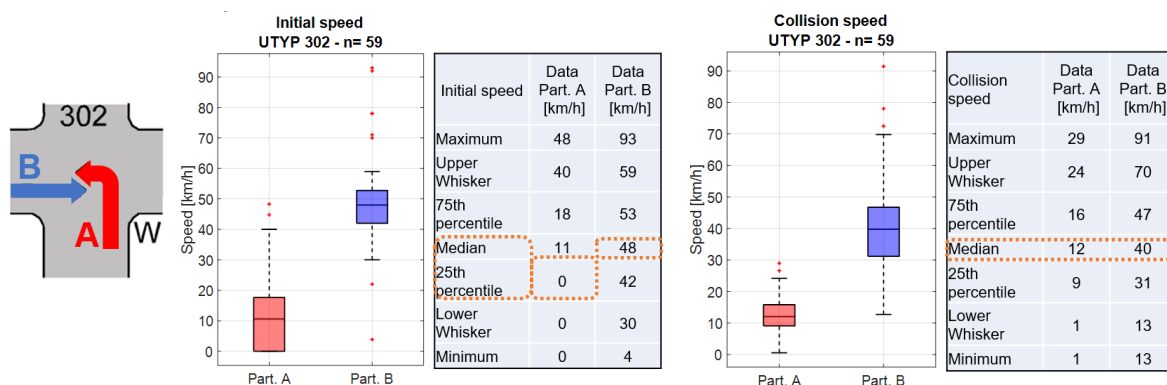 302
B
A
W
Initial speed
UTYP 302 - n= 59
Speed [km/h]
90
80
70
60
50
40
30
20
10
0
Part. A
Part. B
Initial speed
Data
Part. A
[km/h]
Data
Part. B
[km/h]
Maximum 48 93
Upper
Whisker 40 59
75th
percentile 18 53
Median 11 48
25th
percentile 0 42
Lower
Whisker 0 30
Minimum 0 4
Collision speed
UTYP 302 - n= 59
Speed [km/h]
90
80
70
60
50
40
30
20
10
0
Part. A
Part. B
Collision
speed
Data
Part. A
[km/h]
Data
Part. B
[km/h]
Maximum 29 91
Upper
Whisker 24 70
75th
percentile 16 47
Median 12 40
25th
percentile 9 31
Lower
Whisker 1 13
Minimum 1 13